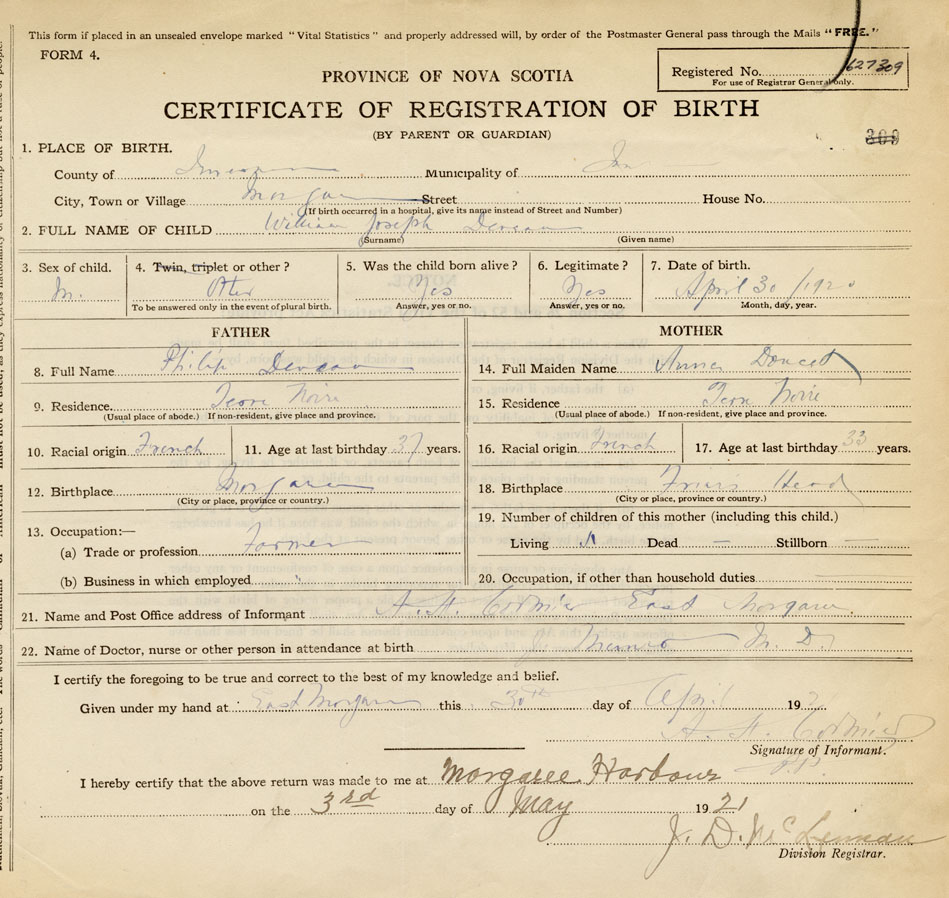 This form if placed in an unsealed envelope marked "Vital Statistics" and properly addressed will, by order of the Postmaster General pass through the Mails "FREE."
FORM 4.
Registered No. 627309
For use of Registrar General only.
PROVINCE OF NOVA SCOTIA
CERTIFICATE OF REGISTRATION OF BIRTH
(BY PARENT OR GUARDIAN)
309
1. PLACE OF BIRTH.
County of Municipality of
City, Town or Village Street House No.
(If birth occurred in a hospital, give its name instead of Street and Number)
2. FULL NAME OF CHILD William Joseph
(Surname) (Given name)
3. Sex of child. 4. Twin, triplet or other? 5. Was the child born alive? 6. Legitimate? 7. Date of birth.
M. Yes Yes April 30
To be answered only in the event of plural birth. Answer, yes or no. Answer, yes or no. Month, day, year.
FATHER MOTHER
8. Full Name Philip 14. Full Maiden Name Doucet
9. Residence. 15. Residence
(Usual place of abode.) If non-resident, give place and province. (Usual place of abode.) If non-resident, give place and province.
10. Racial origin French 11. Age at last birthday 37 years. 16. Racial origin French 17. Age at last birthday 33 years.
12. Birthplace 18. Birthplace Friars Head
(City or place, province or country.) (City or place, province or country.)
19. Number of children of this mother (including this child.)
13. Occupation:—
(a) Trade or profession Farmer Living Dead — Stillborn —
(b) Business in which employed " 20. Occupation, if other than household duties
21. Name and Post Office address of Informant A. H. Cormier East
22. Name of Doctor, nurse or other person in attendance at birth M. D.
I certify the foregoing to be true and correct to the best of my knowledge and belief.
Given under my hand at East this 30th day of April 19
A. H. Cormier
Signature of Informant.
I hereby certify that the above return was made to me at Margaree Harbour
on the 3rd day of May 1921
J. D. McLennan
Division Registrar.